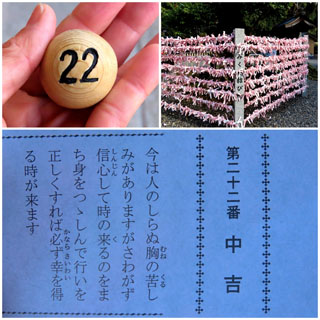 22
第二十二番 中吉
今は人のしらぬ胸の苦し
みがありますがさわがず
信心して時の来るのをま
ち身をつゝしんで行いを
正しくすれば必ず幸を得
る時が来ます